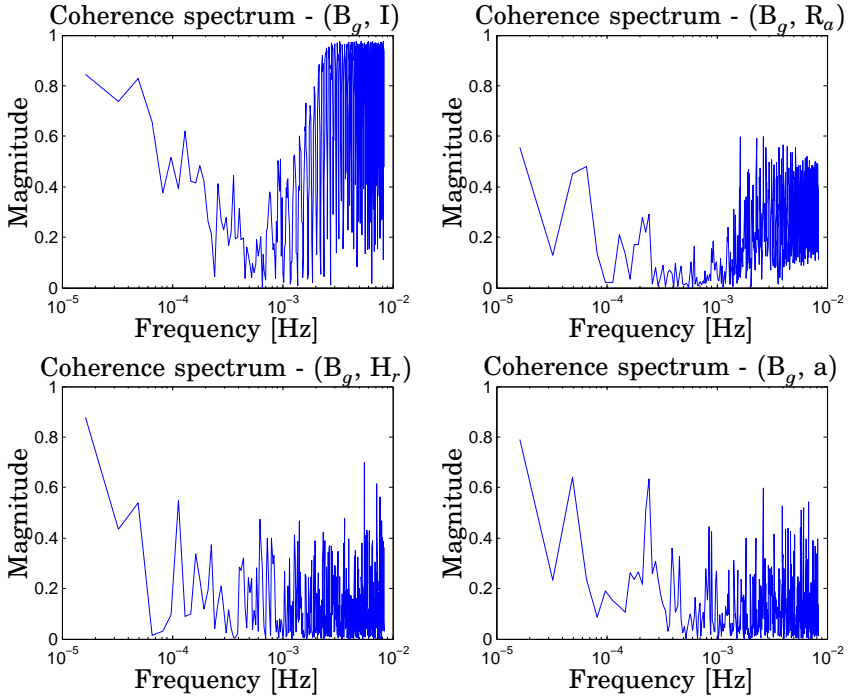 Coherence spectrum - (B_g, I)
1
0.8
0.6
0.4
0.2
0
Magnitude
10^−5 10^−4 10^−3 10^−2
Frequency [Hz]
Coherence spectrum - (B_g, R_a)
1
0.8
0.6
0.4
0.2
0
Magnitude
10^−5 10^−4 10^−3 10^−2
Frequency [Hz]
Coherence spectrum - (B_g, H_r)
1
0.8
0.6
0.4
0.2
0
Magnitude
10^−5 10^−4 10^−3 10^−2
Frequency [Hz]
Coherence spectrum - (B_g, a)
1
0.8
0.6
0.4
0.2
0
Magnitude
10^−5 10^−4 10^−3 10^−2
Frequency [Hz]